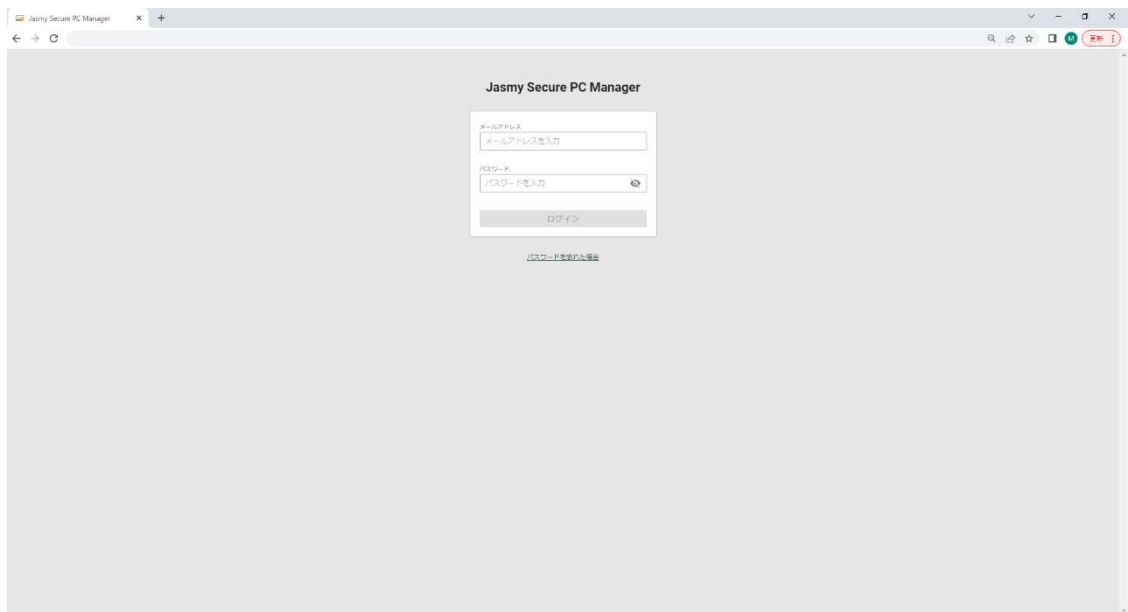 Jasmy Secure PC Manager
M
更新
Jasmy Secure PC Manager
メールアドレス
メールアドレスを入力
パスワード
パスワードを入力
ログイン
パスワードを忘れた場合